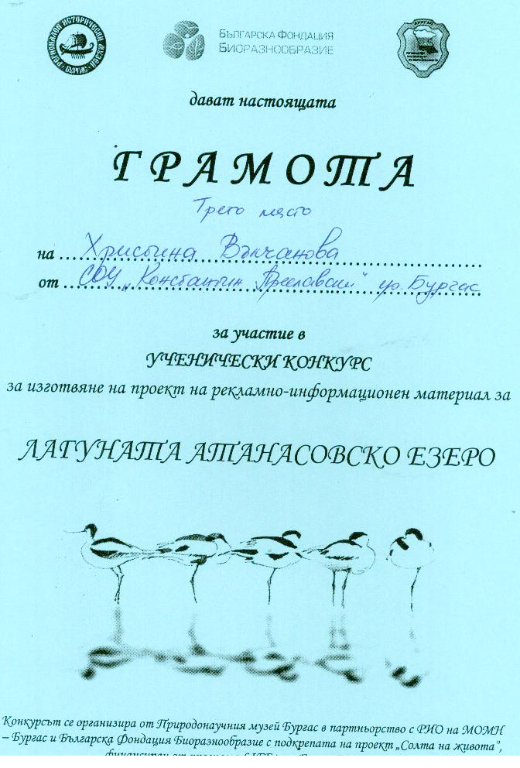 БЪЛГАРСКА ФОНДАЦИЯ
БИОРАЗНООБРАЗИЕ
дават настоящата
ГРАМОТА
Трето място
на Христина Вълчанова
от СОУ „Константин Преславски" гр. Бургас
за участие в
УЧЕНИЧЕСКИ КОНКУРС
за изготвяне на проект на рекламно-информационен материал за
ЛАГУНАТА АТАНАСОВСКО ЕЗЕРО
Конкурсът се организира от Природонаучния музей Бургас в партньорство с РИО на МОМН
– Бургас и Българска Фондация Биоразнообразие с подкрепата на проект „Солта на живота",